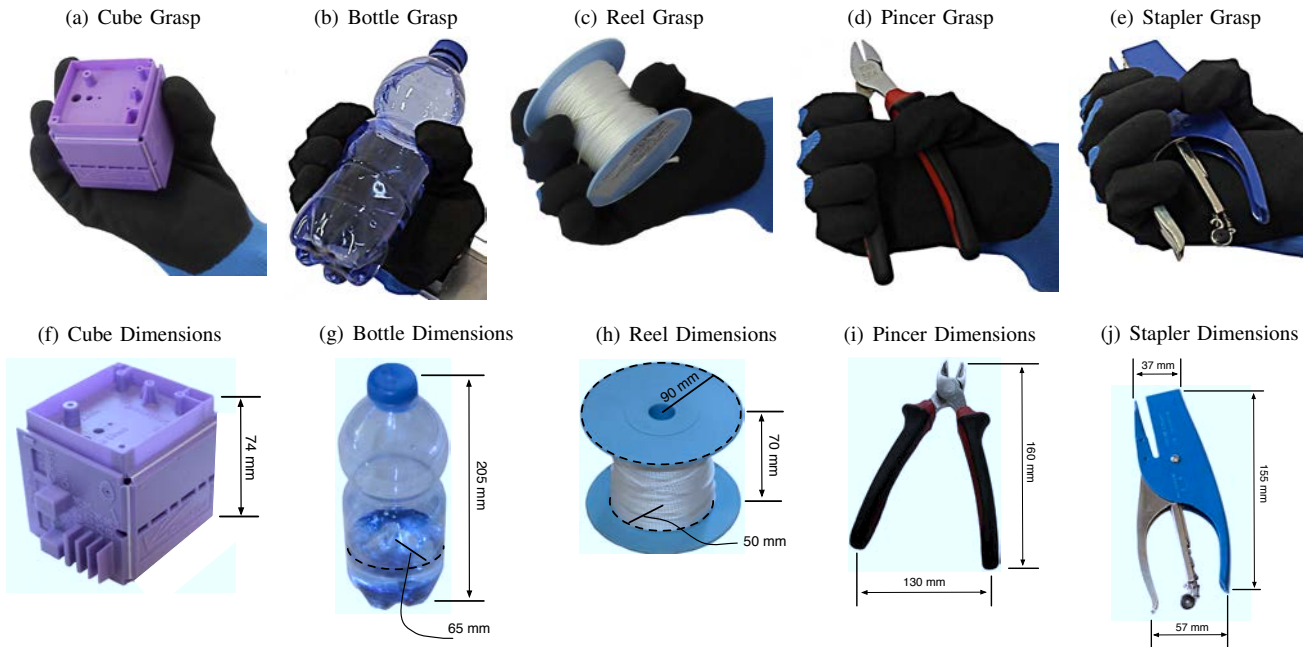 (a) Cube Grasp
(b) Bottle Grasp
(c) Reel Grasp
(d) Pincer Grasp
(e) Stapler Grasp
(f) Cube Dimensions
(g) Bottle Dimensions
(h) Reel Dimensions
(i) Pincer Dimensions
(j) Stapler Dimensions
74 mm
205 mm
65 mm
90 mm
70 mm
50 mm
160 mm
130 mm
37 mm
155 mm
57 mm